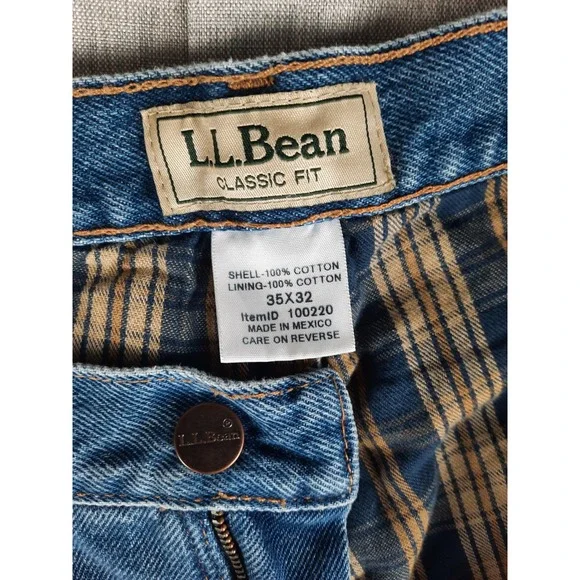 L.L.Bean
CLASSIC FIT
SHELL-100% COTTON
LINING-100% COTTON
35X32
ItemID 100220
MADE IN MEXICO
CARE ON REVERSE
®
L.L.Bean